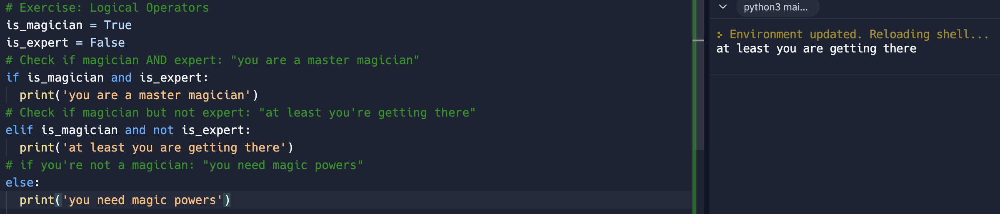 # Exercise: Logical Operators
is_magician = True
is_expert = False
# Check if magician AND expert: "you are a master magician"
if is_magician and is_expert:
  print('you are a master magician')
# Check if magician but not expert: "at least you're getting there"
elif is_magician and not is_expert:
  print('at least you are getting there')
# if you're not a magician: "you need magic powers"
else:
  print('you need magic powers')
python3 mai...
Environment updated. Reloading shell...
at least you are getting there